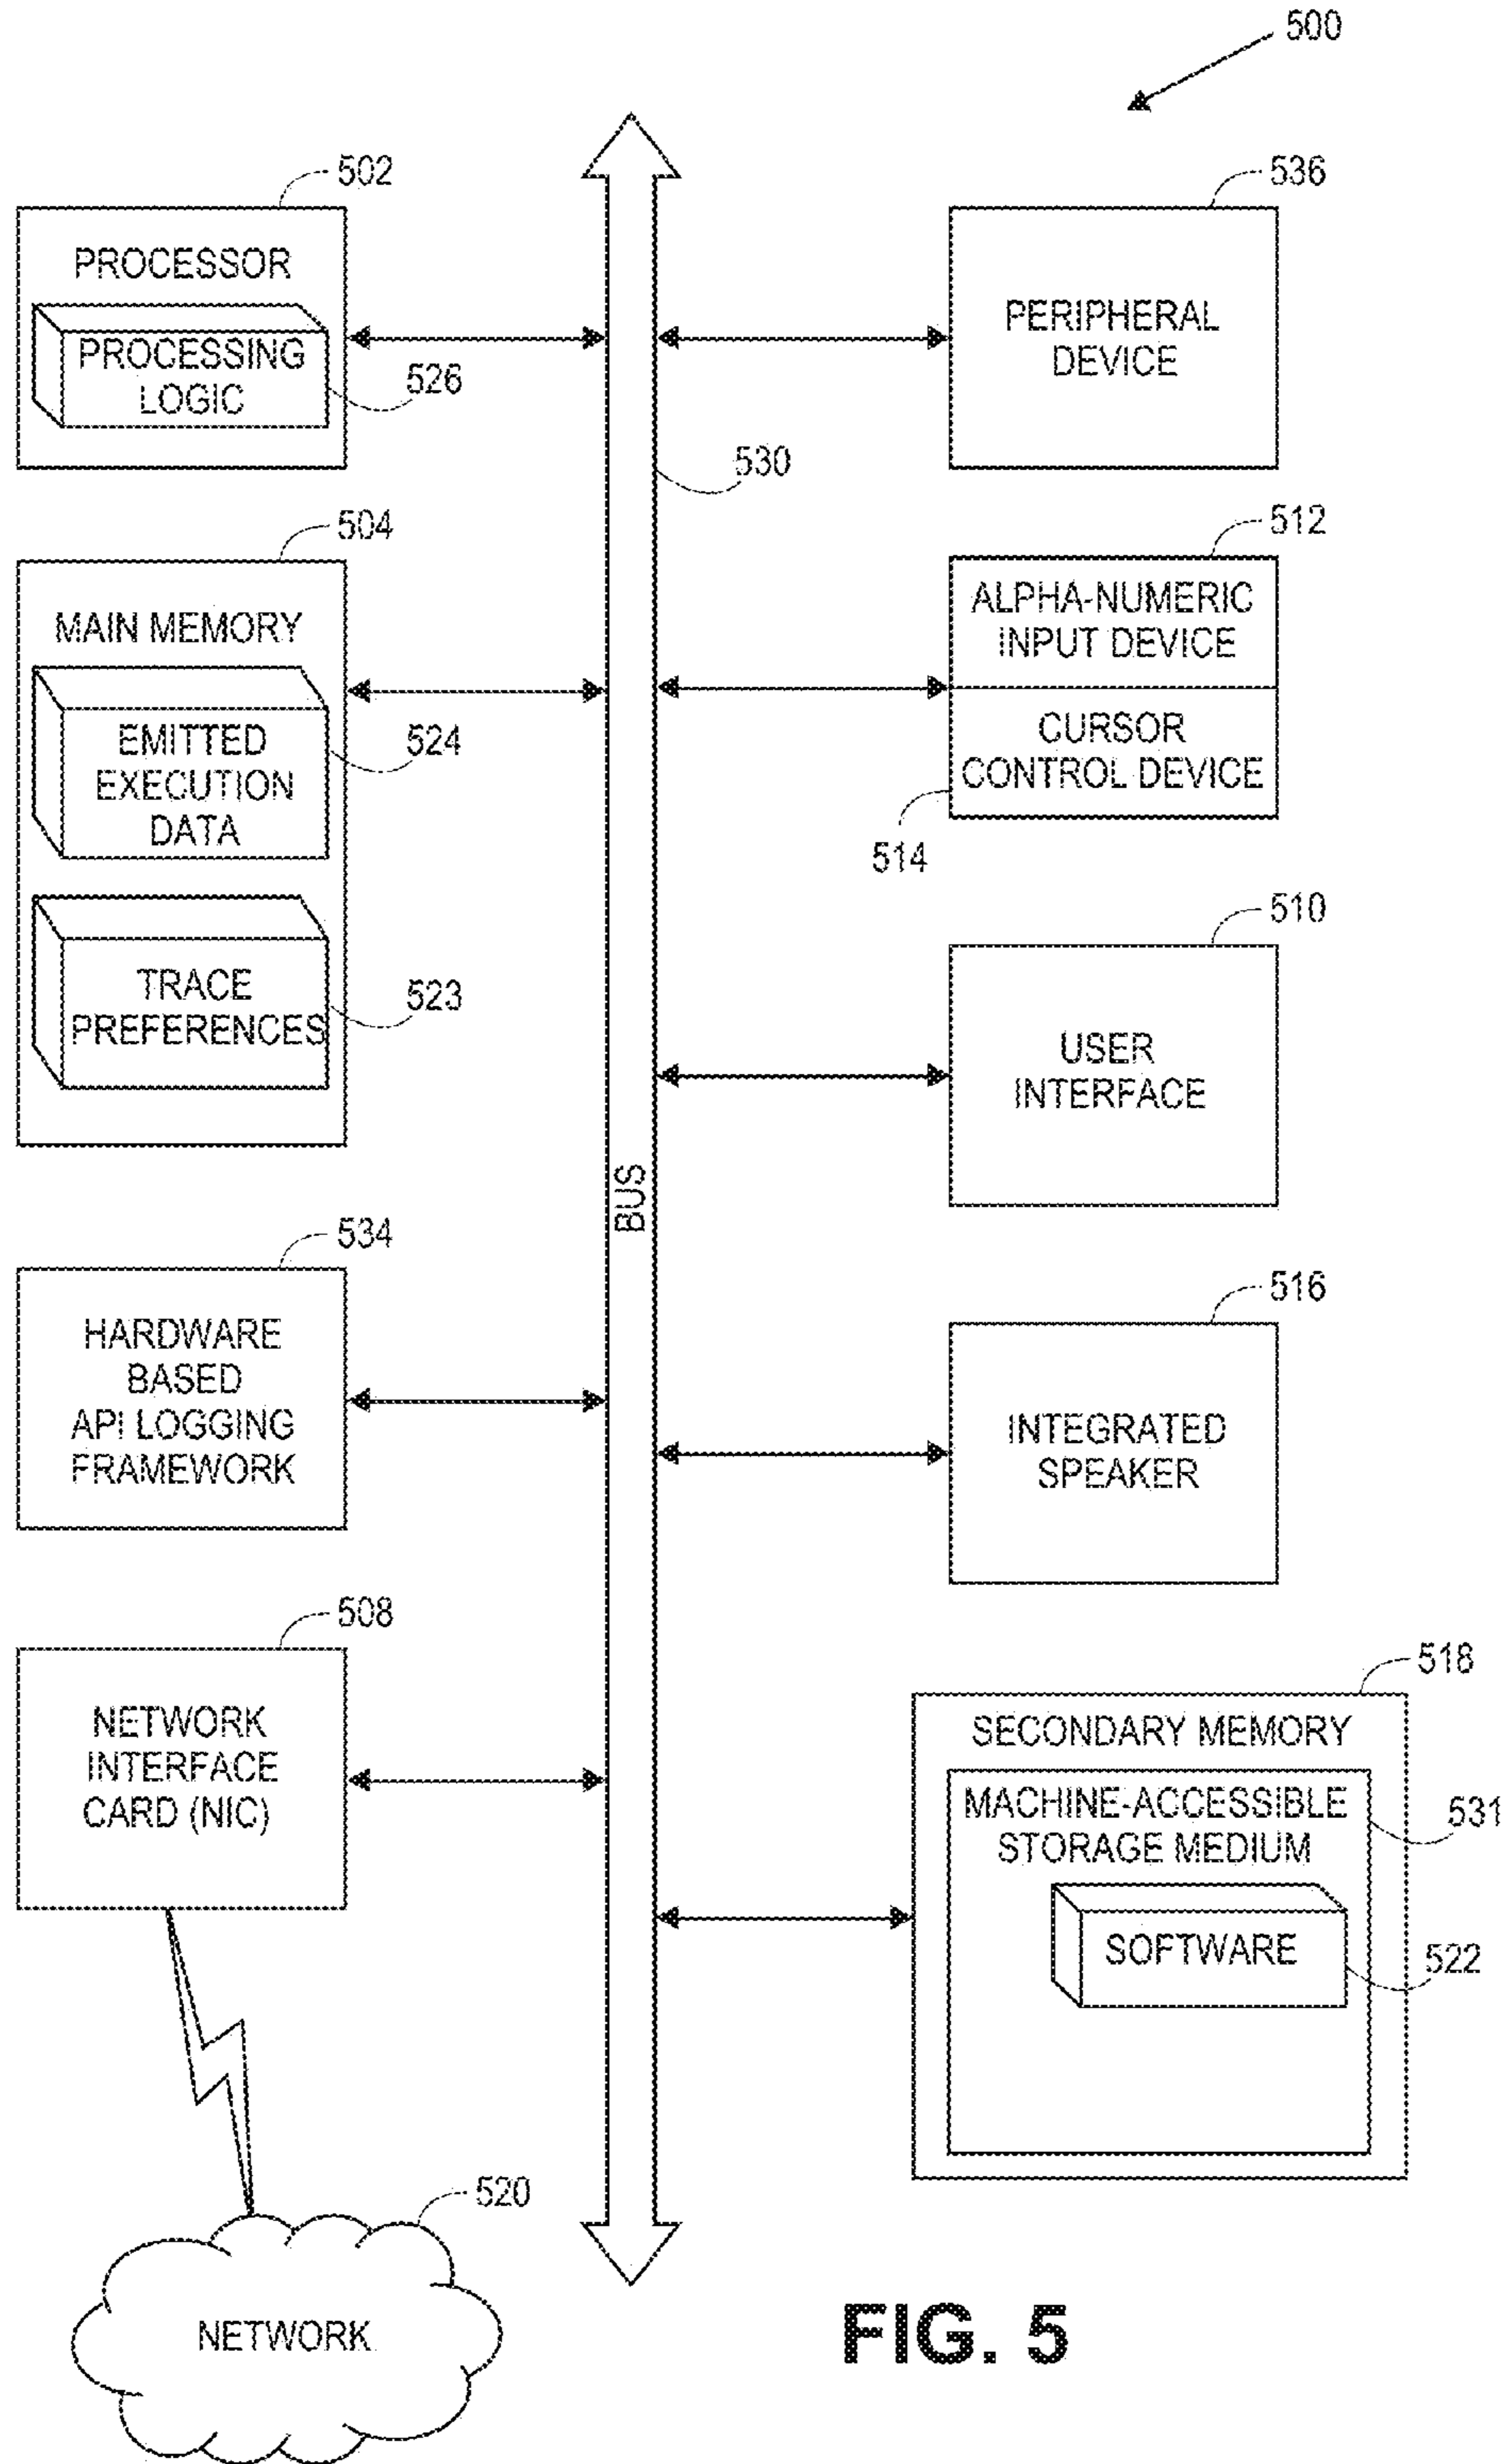 500
502
PROCESSOR
PROCESSING
LOGIC
526
504
MAIN MEMORY
EMITTED
EXECUTION
DATA
524
TRACE
PREFERENCES
523
534
HARDWARE
BASED
API LOGGING
FRAMEWORK
508
NETWORK
INTERFACE
CARD (NIC)
520
NETWORK
BUS
530
536
PERIPHERAL
DEVICE
512
ALPHA-NUMERIC
INPUT DEVICE
CURSOR
CONTROL DEVICE
514
510
USER
INTERFACE
516
INTEGRATED
SPEAKER
518
SECONDARY MEMORY
MACHINE-ACCESSIBLE
STORAGE MEDIUM
531
SOFTWARE
522
FIG. 5